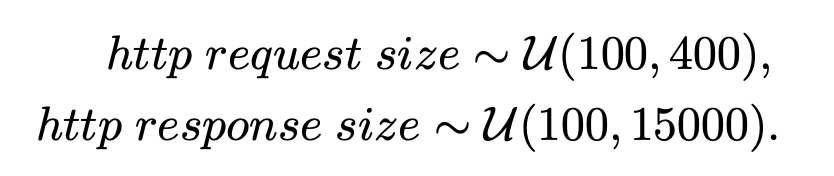 http request size ∼ 𝒰(100, 400),
http response size ∼ 𝒰(100, 15000).